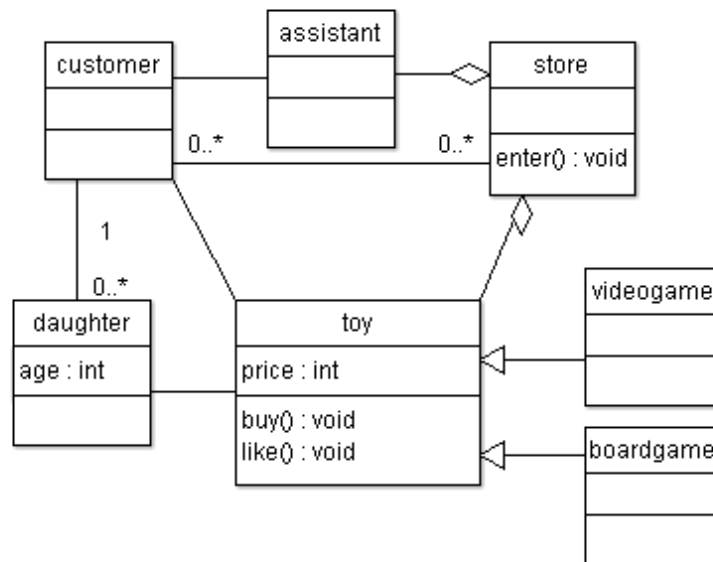 assistant
customer
store
0..*
0..*
enter() : void
1
0..*
daughter
age : int
toy
price : int
buy() : void
like() : void
videogame
boardgame